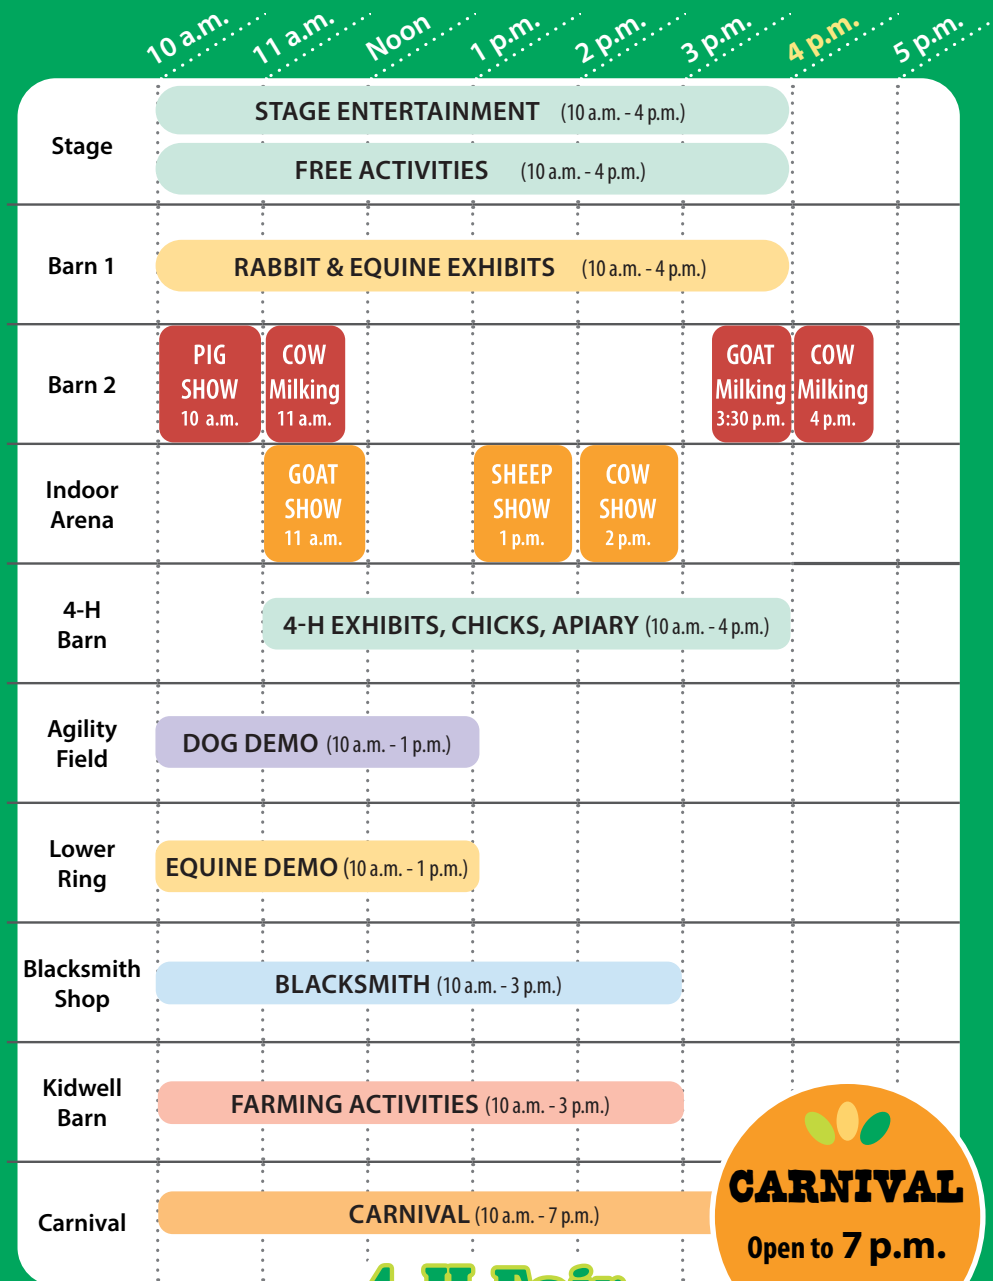 10 a.m. 11 a.m. Noon 1 p.m. 2 p.m. 3 p.m. 4 p.m. 5 p.m.
Stage
STAGE ENTERTAINMENT (10 a.m. - 4 p.m.)
FREE ACTIVITIES (10 a.m. - 4 p.m.)
Barn 1
RABBIT & EQUINE EXHIBITS (10 a.m. - 4 p.m.)
Barn 2
PIG
SHOW
10 a.m.
COW
Milking
11 a.m.
GOAT
Milking
3:30 p.m.
COW
Milking
4 p.m.
Indoor
Arena
GOAT
SHOW
11 a.m.
SHEEP
SHOW
1 p.m.
COW
SHOW
2 p.m.
4-H
Barn
4-H EXHIBITS, CHICKS, APIARY (10 a.m. - 4 p.m.)
Agility
Field
DOG DEMO (10 a.m. - 1 p.m.)
Lower
Ring
EQUINE DEMO (10 a.m. - 1 p.m.)
Blacksmith
Shop
BLACKSMITH (10 a.m. - 3 p.m.)
Kidwell
Barn
FARMING ACTIVITIES (10 a.m. - 3 p.m.)
Carnival
CARNIVAL (10 a.m. - 7 p.m.)
CARNIVAL
Open to 7 p.m.
4-H Fair